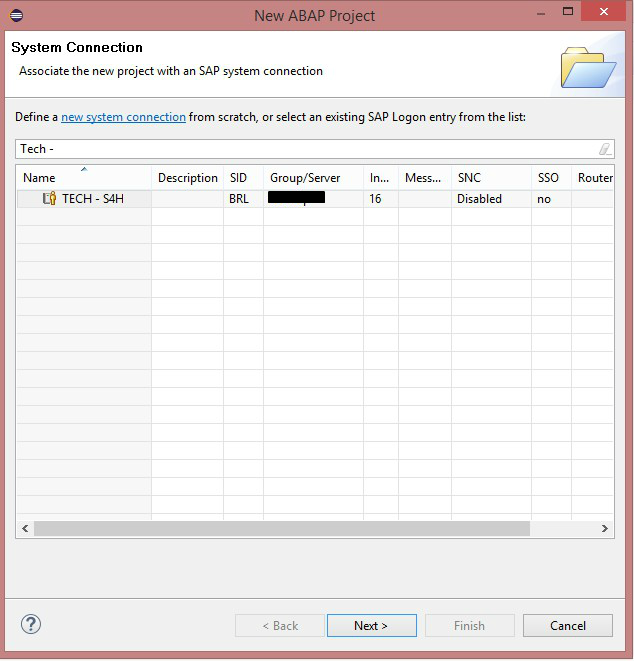 New ABAP Project
System Connection
Associate the new project with an SAP system connection
Define a new system connection from scratch, or select an existing SAP Logon entry from the list:
Tech -
Name Description SID Group/Server In... Mess... SNC SSO Router
TECH - S4H BRL 16 Disabled no
< Back Next > Finish Cancel